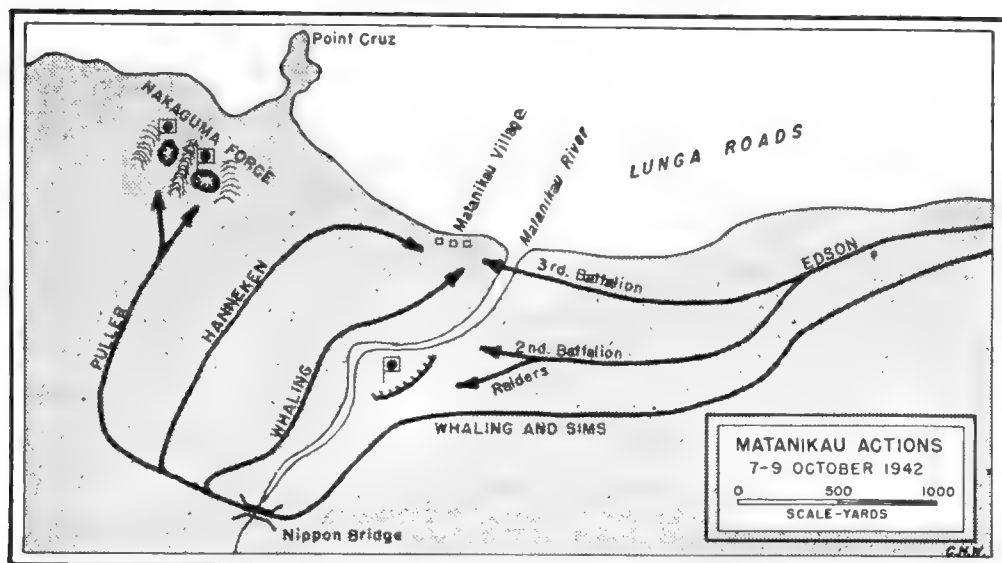 Point Cruz
NAKAGUMA FORCE
LUNGA ROADS
Matanikau Village
Matanikau River
3rd. Battalion
EDSON
2nd. Battalion
Raiders
PULLER
HANNEKEN
WHALING
WHALING AND SIMS
Nippon Bridge
MATANIKAU ACTIONS
7-9 OCTOBER 1942
0 500 1000
SCALE-YARDS
C.H.W.